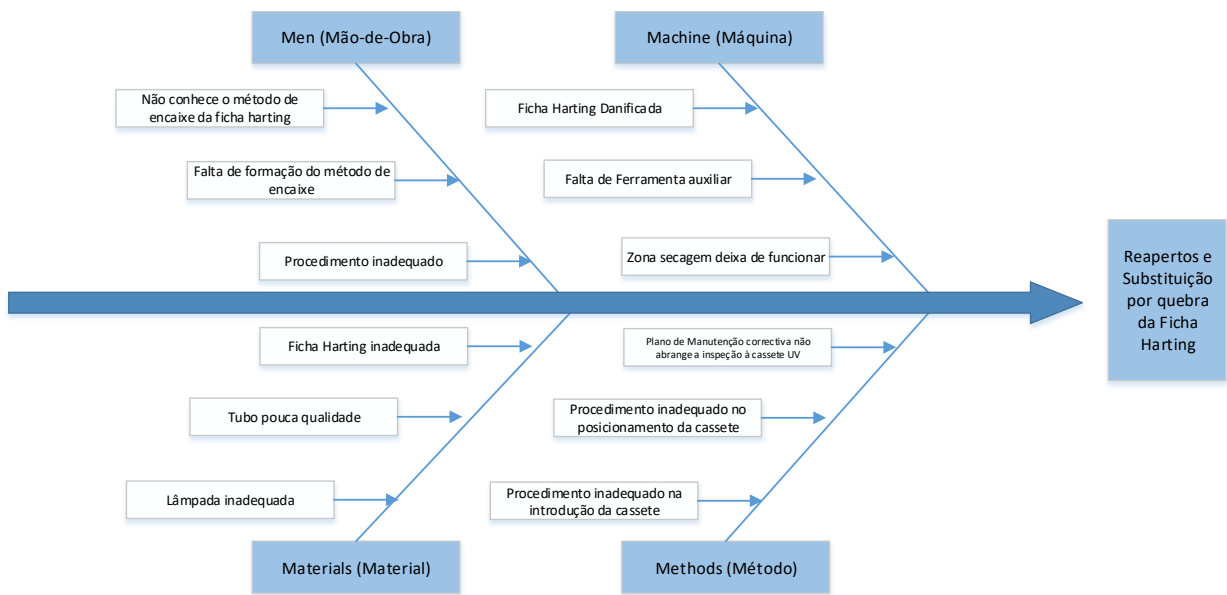 Men (Mão-de-Obra)
Machine (Máquina)
Não conhece o método de
encaixe da ficha harting
Ficha Harting Danificada
Falta de formação do método de
encaixe
Falta de Ferramenta auxiliar
Procedimento inadequado
Zona secagem deixa de funcionar
Reapertos e
Substituição
por quebra
da Ficha
Harting
Ficha Harting inadequada
Plano de Manutenção correctiva não
abrange a inspeção à cassete UV
Tubo pouca qualidade
Procedimento inadequado no
posicionamento da cassete
Lâmpada inadequada
Procedimento inadequado na
introdução da cassete
Materials (Material)
Methods (Método)